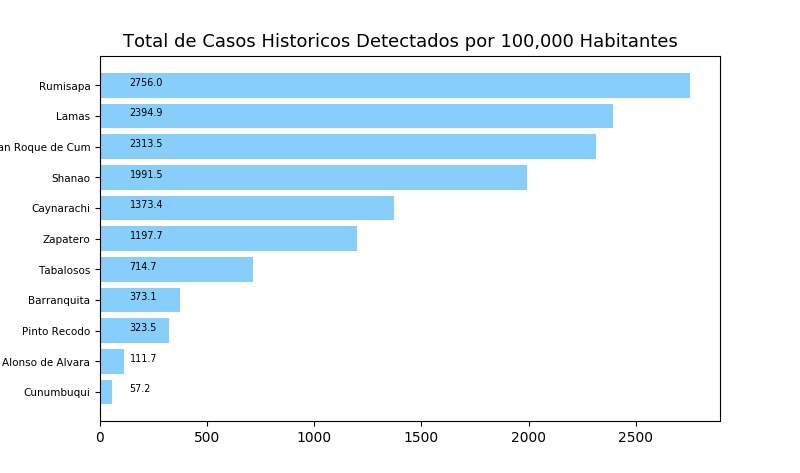 Total de Casos Historicos Detectados por 100,000 Habitantes
Rumisapa 2756.0
Lamas 2394.9
an Roque de Cum 2313.5
Shanao 1991.5
Caynarachi 1373.4
Zapatero 1197.7
Tabalosos 714.7
Barranquita 373.1
Pinto Recodo 323.5
Alonso de Alvara 111.7
Cunumbuqui 57.2
0 500 1000 1500 2000 2500